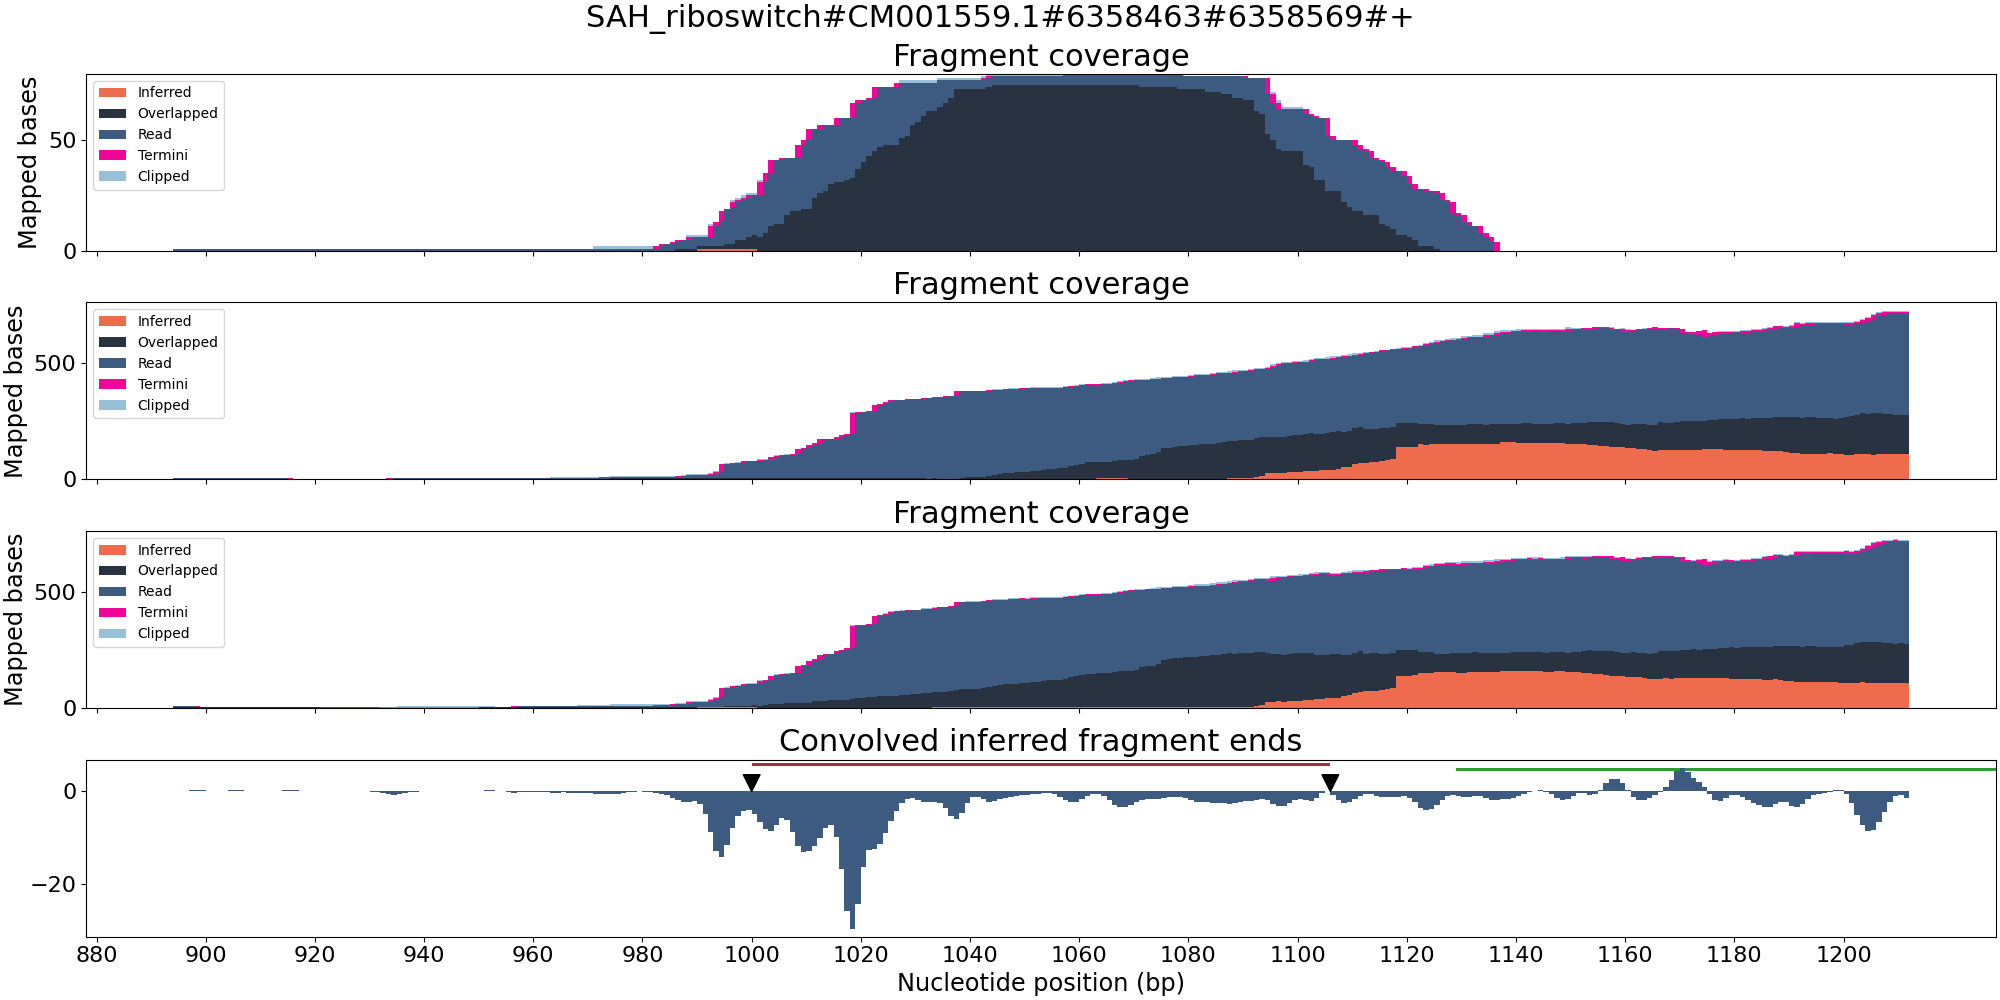 SAH_riboswitch#CM001559.1#6358463#6358569#+
Fragment coverage
Mapped bases
50
0
Inferred
Overlapped
Read
Termini
Clipped
Fragment coverage
Mapped bases
500
0
Inferred
Overlapped
Read
Termini
Clipped
Fragment coverage
Mapped bases
500
0
Inferred
Overlapped
Read
Termini
Clipped
Convolved inferred fragment ends
0
−20
880 900 920 940 960 980 1000 1020 1040 1060 1080 1100 1120 1140 1160 1180 1200
Nucleotide position (bp)